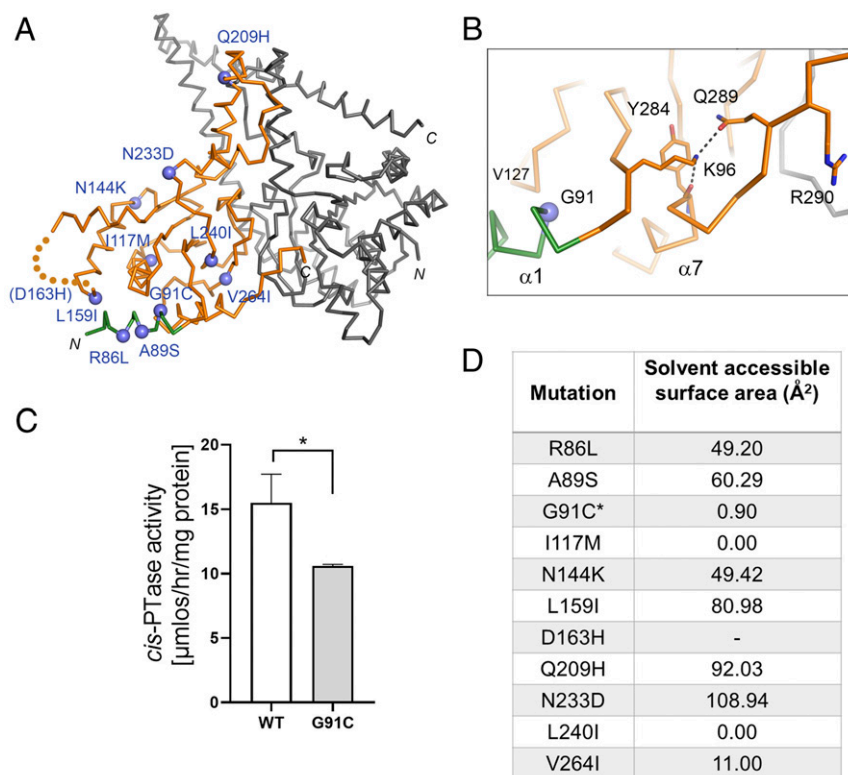 A
Q209H
C
N233D
N144K
I117M
L240I
C
N
(D163H)
G91C
V264I
L159I
N
R86L
A89S
B
Q289
Y284
V127
K96
G91
R290
α1
α7
C
cis-PTase activity
[µmlos/hr/mg protein]
20
15
10
5
0
*
WT
G91C
D
Mutation Solvent accessible
surface area (Å²)
R86L 49.20
A89S 60.29
G91C* 0.90
I117M 0.00
N144K 49.42
L159I 80.98
D163H -
Q209H 92.03
N233D 108.94
L240I 0.00
V264I 11.00